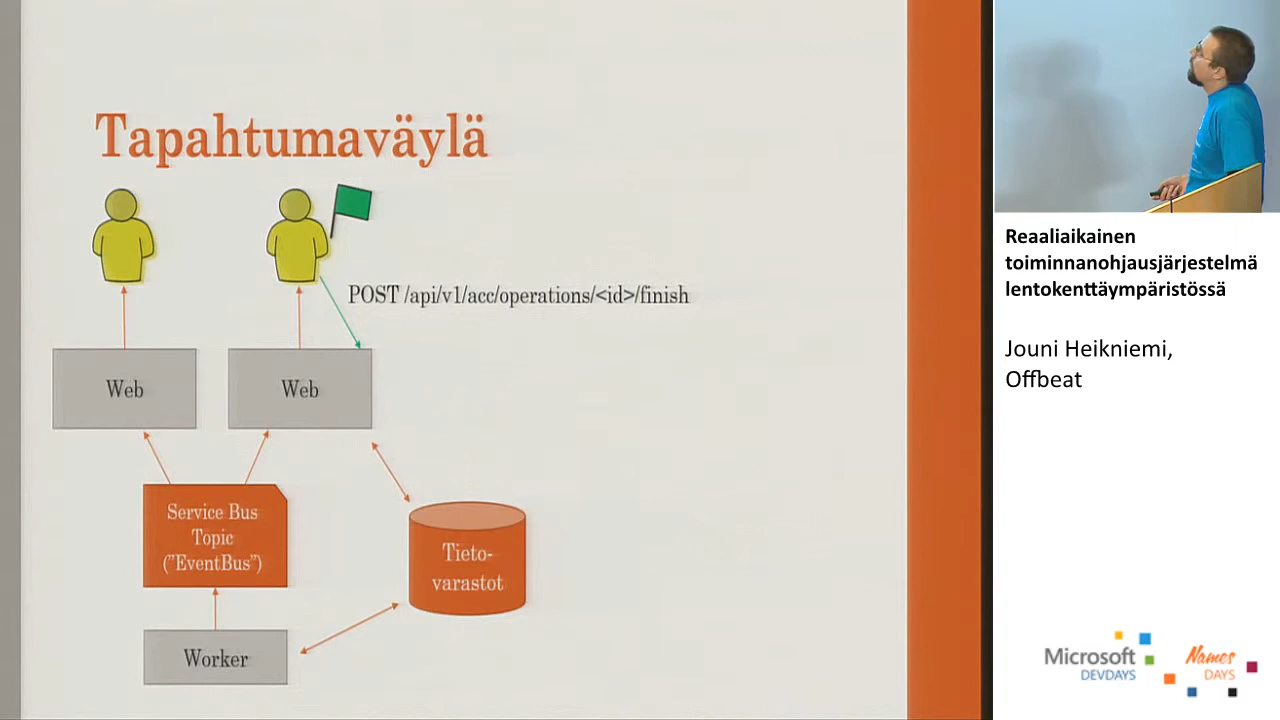 Tapahtumaväylä
POST /api/v1/acc/operations/<id>/finish
Web
Web
Service Bus
Topic
("EventBus")
Tieto-
varastot
Worker
Reaaliaikainen
toiminnanohjausjärjestelmä
lentokenttäympäristössä
Jouni Heikniemi,
Offbeat
Microsoft
DEVDAYS
Names
DAYS